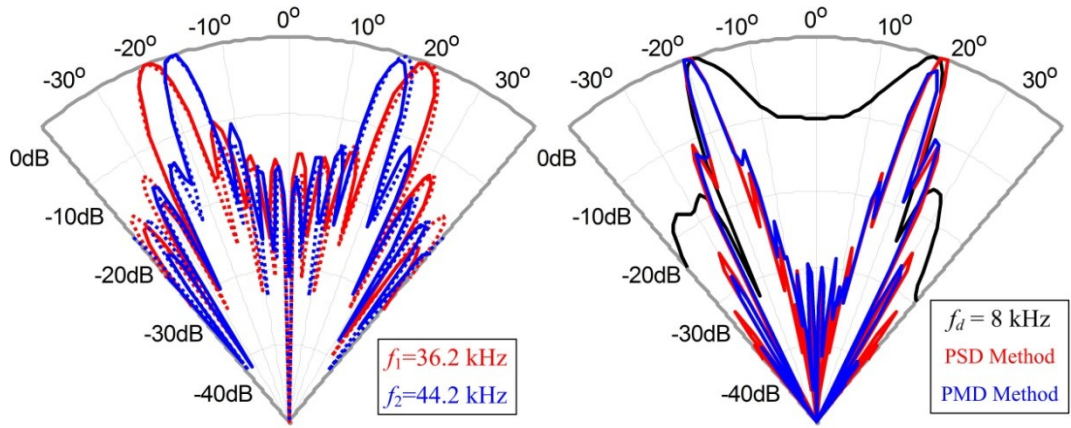 -30°
-20°
-10°
0°
10°
20°
30°
0dB
-10dB
-20dB
-30dB
-40dB
f1=36.2 kHz
f2=44.2 kHz
-30°
-20°
-10°
0°
10°
20°
30°
0dB
-10dB
-20dB
-30dB
-40dB
fd = 8 kHz
PSD Method
PMD Method